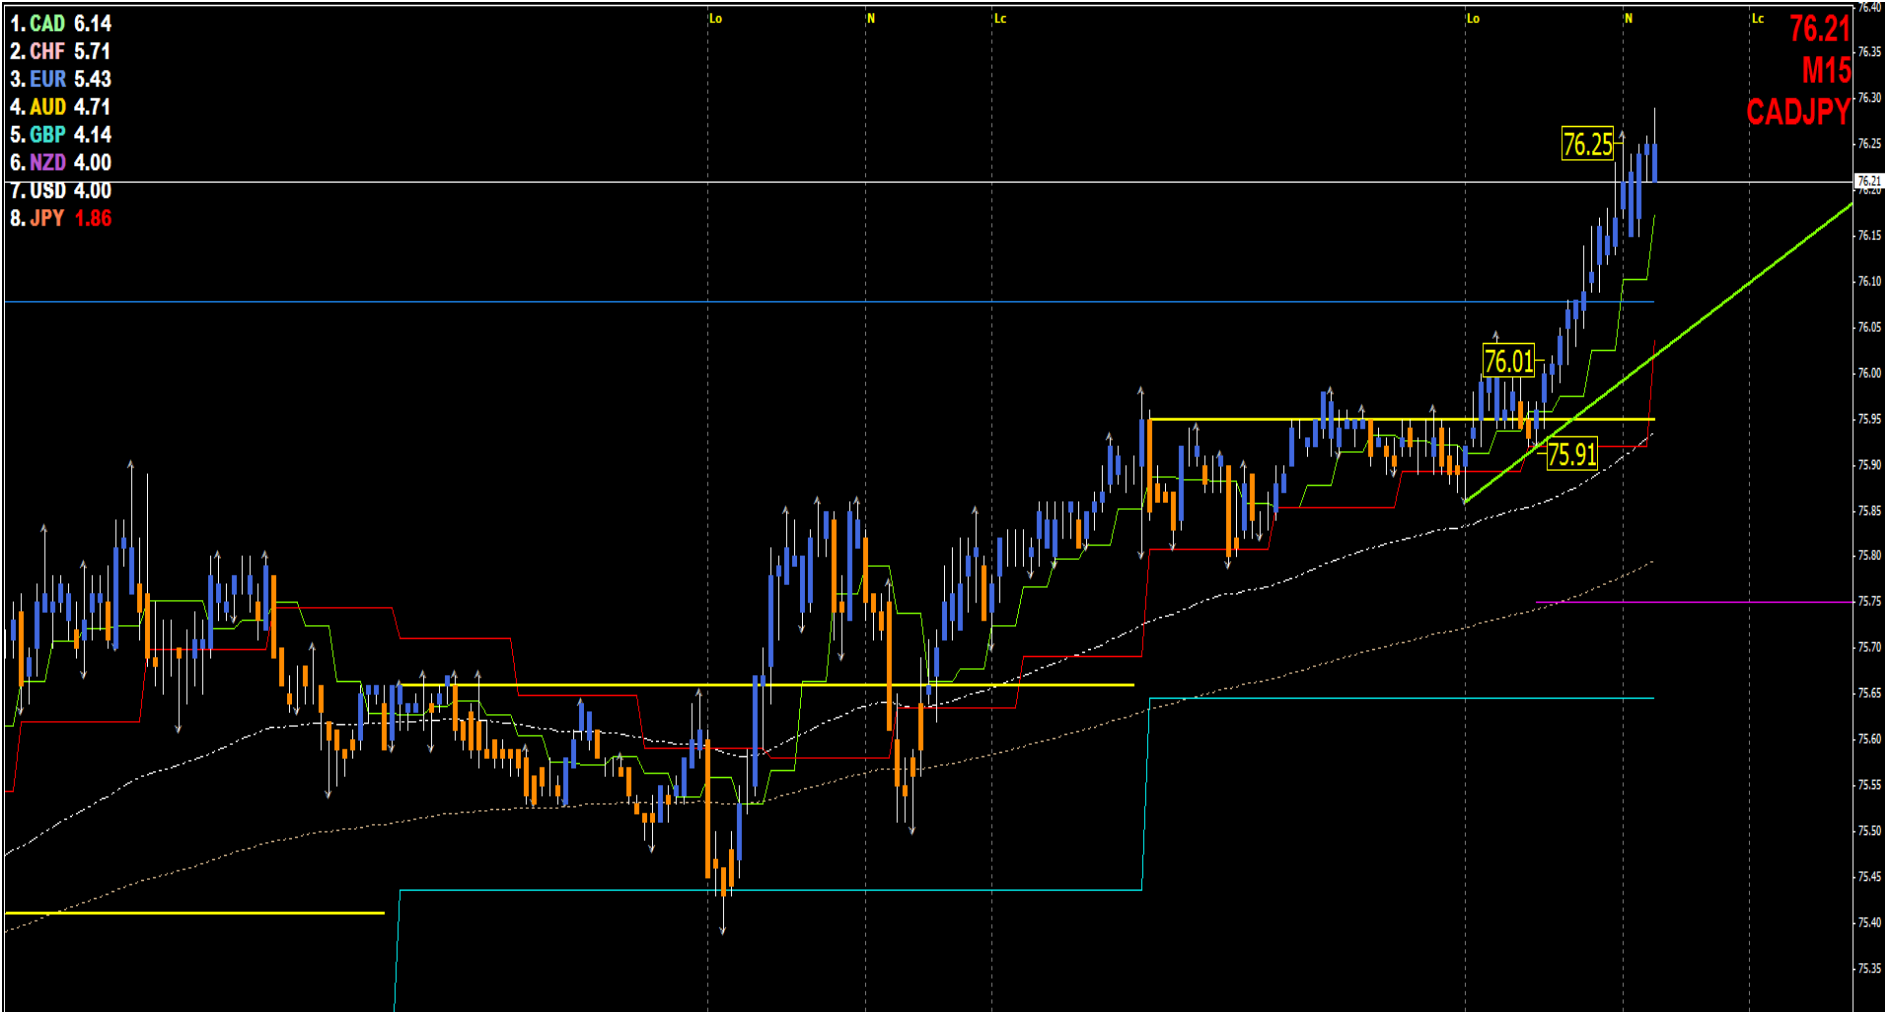 1. CAD 6.14
2. CHF 5.71
3. EUR 5.43
4. AUD 4.71
5. GBP 4.14
6. NZD 4.00
7. USD 4.00
8. JPY 1.86
Lo
N
Lc
Lo
N
Lc
76.21
M15
CADJPY
76.25
76.01
75.91
76.40
76.35
76.30
76.25
76.21
76.20
76.15
76.10
76.05
76.00
75.95
75.90
75.85
75.80
75.75
75.70
75.65
75.60
75.55
75.50
75.45
75.40
75.35